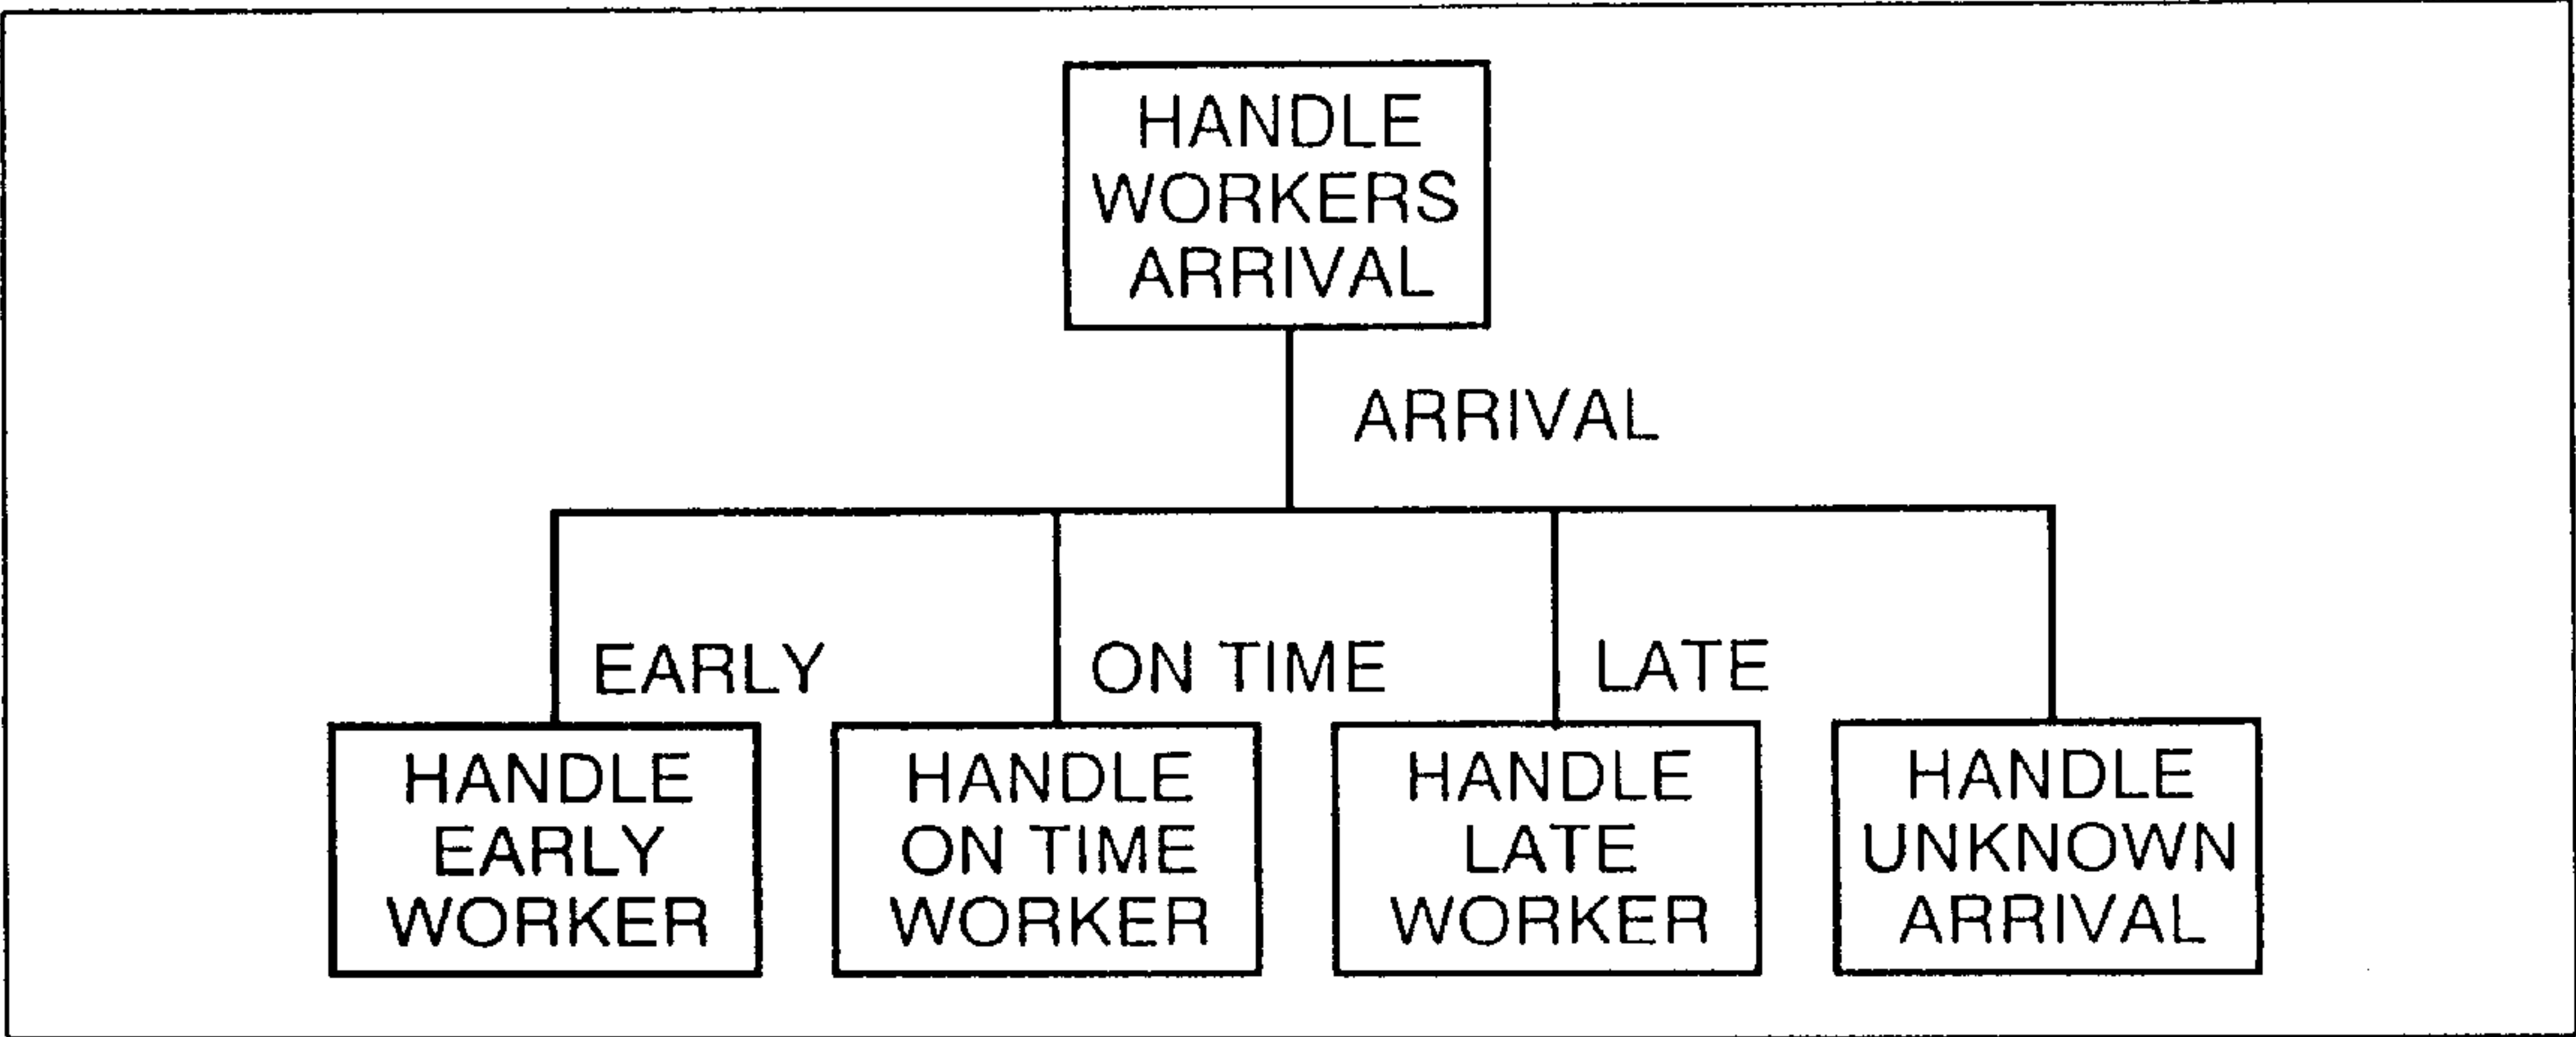 HANDLE
WORKERS
ARRIVAL
ARRIVAL
EARLY
ON TIME
LATE
HANDLE
EARLY
WORKER
HANDLE
ON TIME
WORKER
HANDLE
LATE
WORKER
HANDLE
UNKNOWN
ARRIVAL